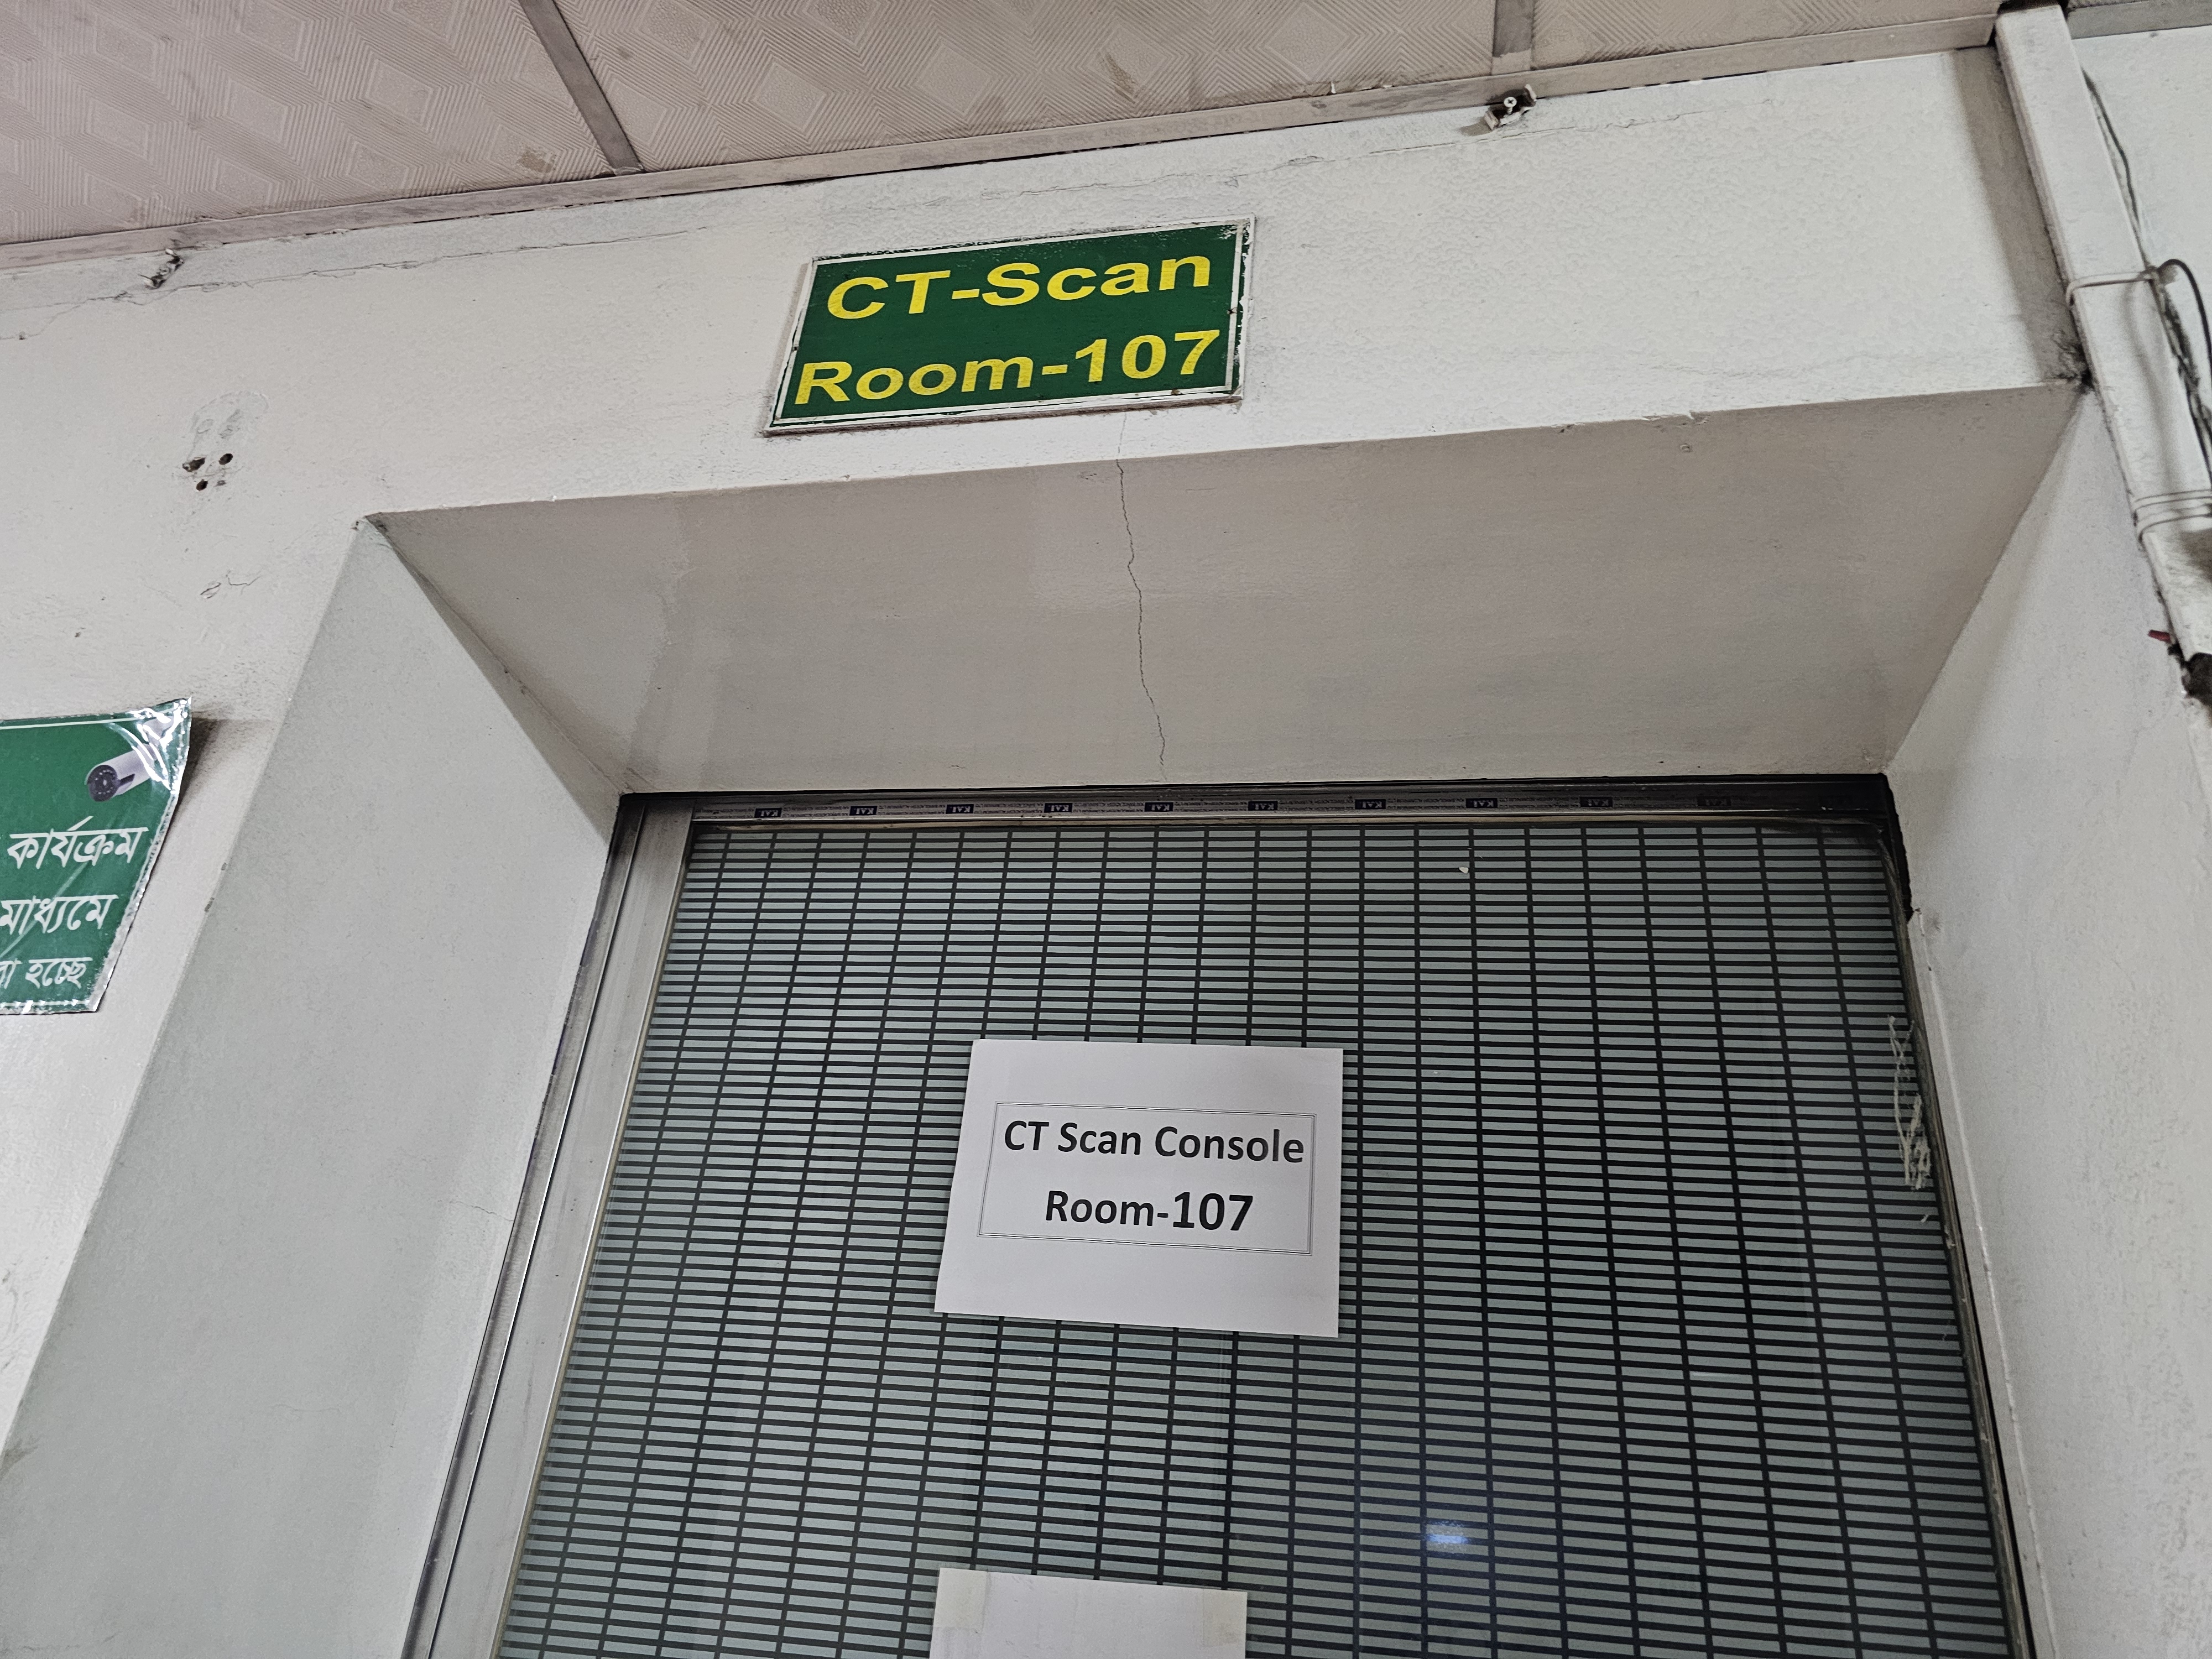 CT-Scan
Room-107
কার্যক্রম
মাধ্যমে
হচ্ছে
CT Scan Console
Room-107